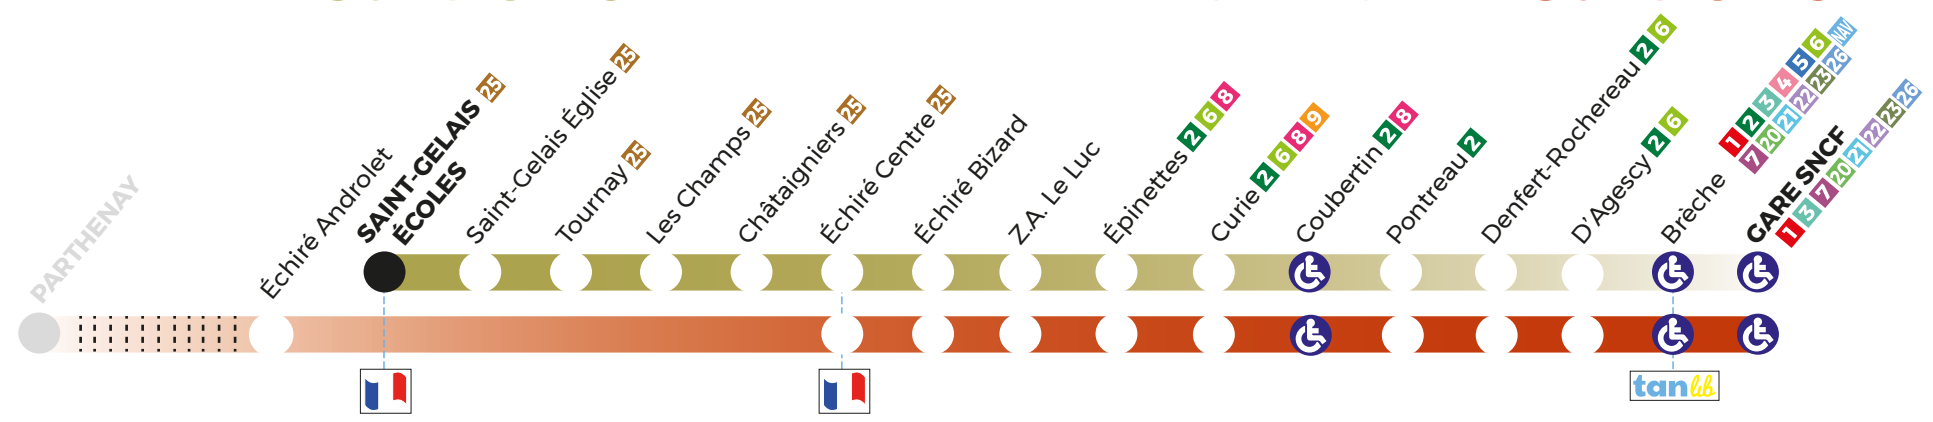 PARTHENAY
Échiré Androlet
SAINT-GELAIS 25
ÉCOLES
Saint-Gelais Église 25
Tournay 25
Les Champs 25
Châtaigniers 25
Échiré Centre 25
Échiré Bizard
Z.A. Le Luc
Épinettes 2 6 8
Curie 2 6 8 9
Coubertin 2 8
Pontreau 2
Denfert-Rochereau 2 6
D'Agescy 2 6
Brèche 1 2 3 4 5 6 NAV
7 20 21 22 23 26
GARE SNCF
1 3 7 20 21 22 23 26
tanlib